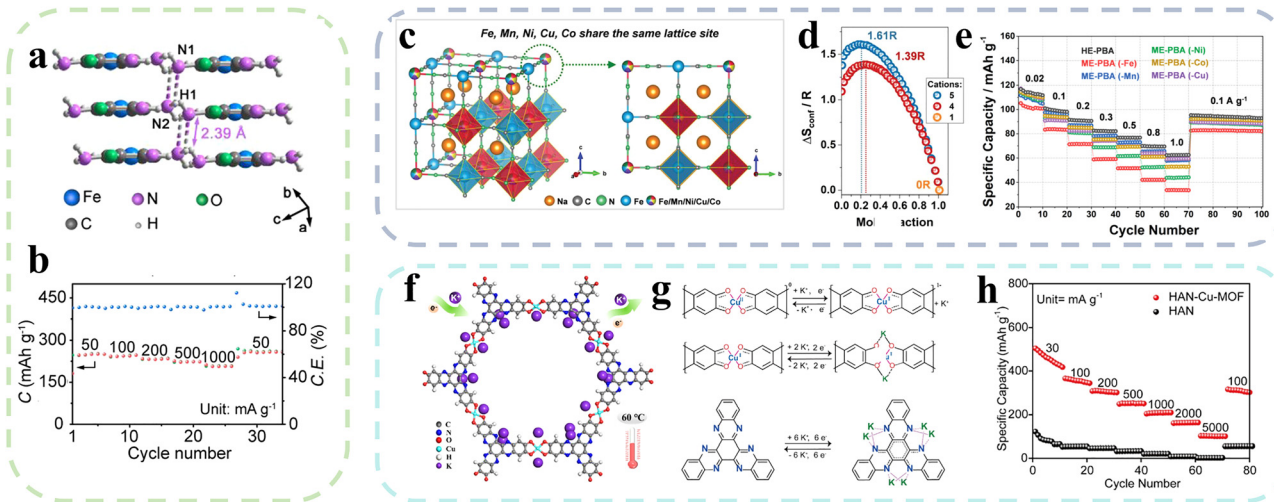 a
N1
H1
N2
2.39 Å
Fe
N
O
C
H
b
c
a
b
C (mAh g⁻¹)
450
300
225
150
0
50
100
200
500
1000
50
Unit: mA g⁻¹
120
80
60
40
0
C.E. (%)
1
5
10
15
20
25
30
Cycle number
c
Fe, Mn, Ni, Cu, Co share the same lattice site
c
b
c
b
Na
C
N
Fe
Fe/Mn/Ni/Cu/Co
d
ΔS_conf / R
1.5
1.0
0.5
0.0
1.61R
1.39R
Cations:
5
4
1
0R
0.0 0.2 0.4 0.6 0.8 1.0
e
Specific Capacity / mAh g⁻¹
160
140
120
100
80
60
40
20
HE-PBA
ME-PBA (-Fe)
ME-PBA (-Mn)
ME-PBA (-Ni)
ME-PBA (-Co)
ME-PBA (-Cu)
0.02
0.1
0.2
0.3
0.5
0.8
1.0
0.1 A g⁻¹
0 10 20 30 40 50 60 70 80 90 100
Cycle Number
f
K⁺
e⁻
K⁺
e⁻
C
N
O
Cu
H
K
60 °C
g
+ K⁺, e⁻
- K⁺, e⁻
+ K⁺
+ 2 K⁺, 2 e⁻
- 2 K⁺, 2 e⁻
+ 6 K⁺, 6 e⁻
- 6 K⁺, 6 e⁻
h
Specific Capacity (mAh g⁻¹)
800
600
400
200
0
Unit= mA g⁻¹
HAN-Cu-MOF
HAN
30
100
200
500
1000
2000
5000
100
0
20
40
60
80
Cycle Number